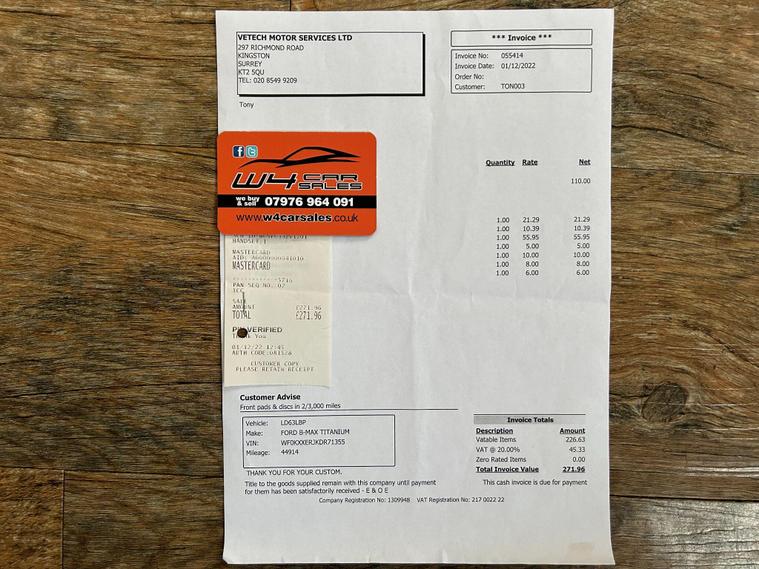 VETECH MOTOR SERVICES LTD
297 RICHMOND ROAD
KINGSTON
SURREY
KT2 5QU
TEL: 020 8549 9209
*** Invoice ***
Invoice No: 055414
Invoice Date: 01/12/2022
Order No:
Customer: TON003
Tony
W4 CAR SALES
we buy & sell 07976 964 091
www.w4carsales.co.uk
Quantity Rate Net
110.00
1.00 21.29 21.29
1.00 10.39 10.39
1.00 55.95 55.95
1.00 5.00 5.00
1.00 10.00 10.00
1.00 8.00 8.00
1.00 6.00 6.00
HANDSET:1
MASTERCARD
MASTERCARD
PAN SEQ NO.:02
ICC
SALE
AMOUNT £271.96
TOTAL £271.96
VERIFIED
You
01/12/22 12:45
AUTH CODE:
CUSTOMER COPY
PLEASE RETAIN RECEIPT
Customer Advise
Front pads & discs in 2/3,000 miles
Vehicle: LD63LBP
Make: FORD B-MAX TITANIUM
VIN: WF0KXXERJKDR71355
Mileage: 44914
THANK YOU FOR YOUR CUSTOM.
Title to the goods supplied remain with this company until payment
for them has been satisfactorily received - E & O E
Invoice Totals
Description Amount
Vatable Items 226.63
VAT @ 20.00% 45.33
Zero Rated Items 0.00
Total Invoice Value 271.96
This cash invoice is due for payment
Company Registration No: 1309948 VAT Registration No: 217 0022 22